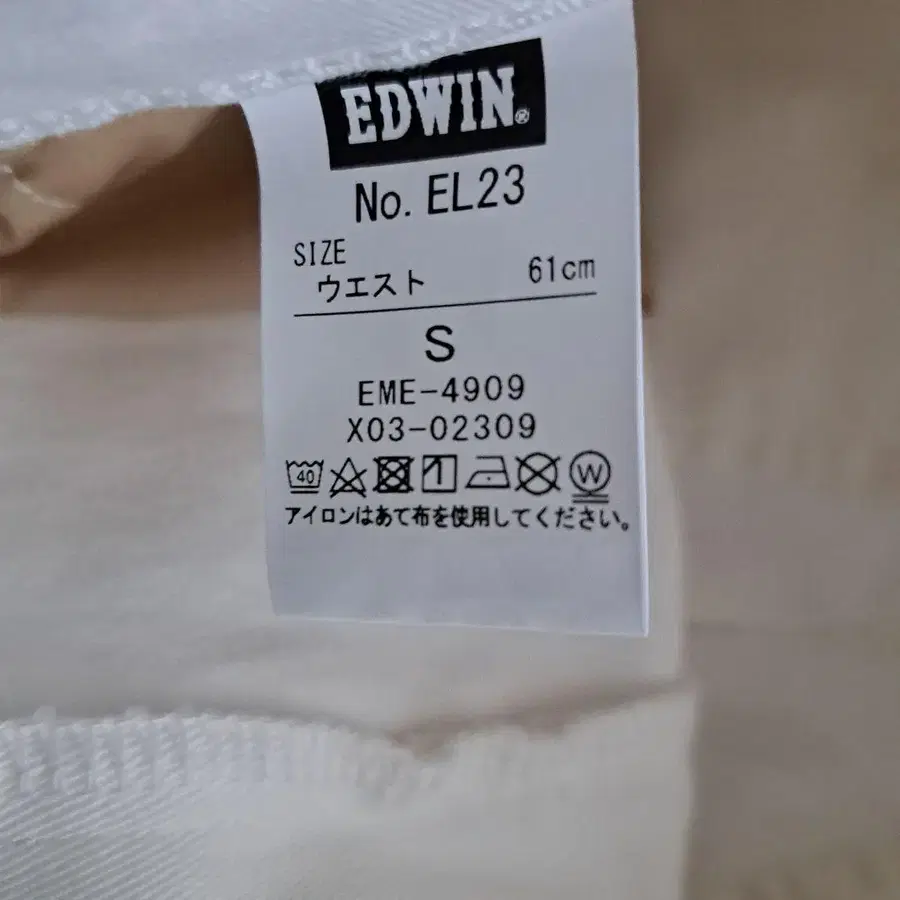 EDWIN®
No. EL23
SIZE
ウエスト 61cm
S
EME-4909
X03-02309
40 W
アイロンはあて布を使用してください。